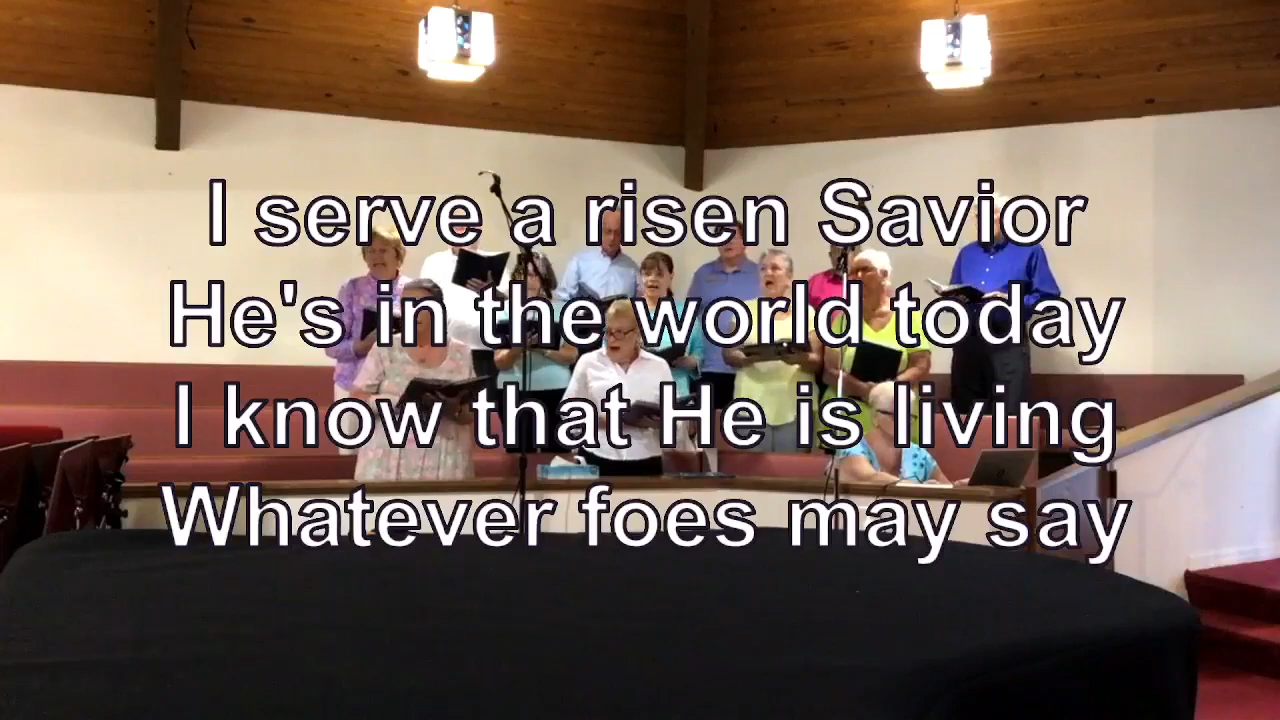 I serve a risen Savior
He's in the world today
I know that He is living
Whatever foes may say